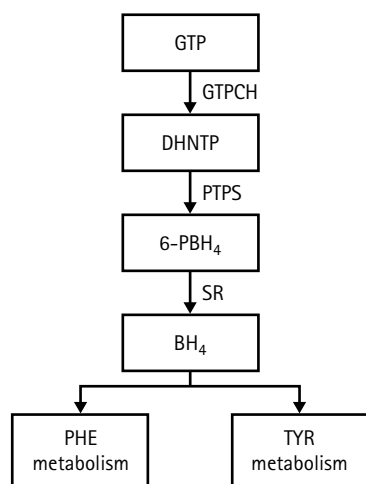 GTP
GTPCH
DHNTP
PTPS
6-PBH₄
SR
BH₄
PHE
metabolism
TYR
metabolism